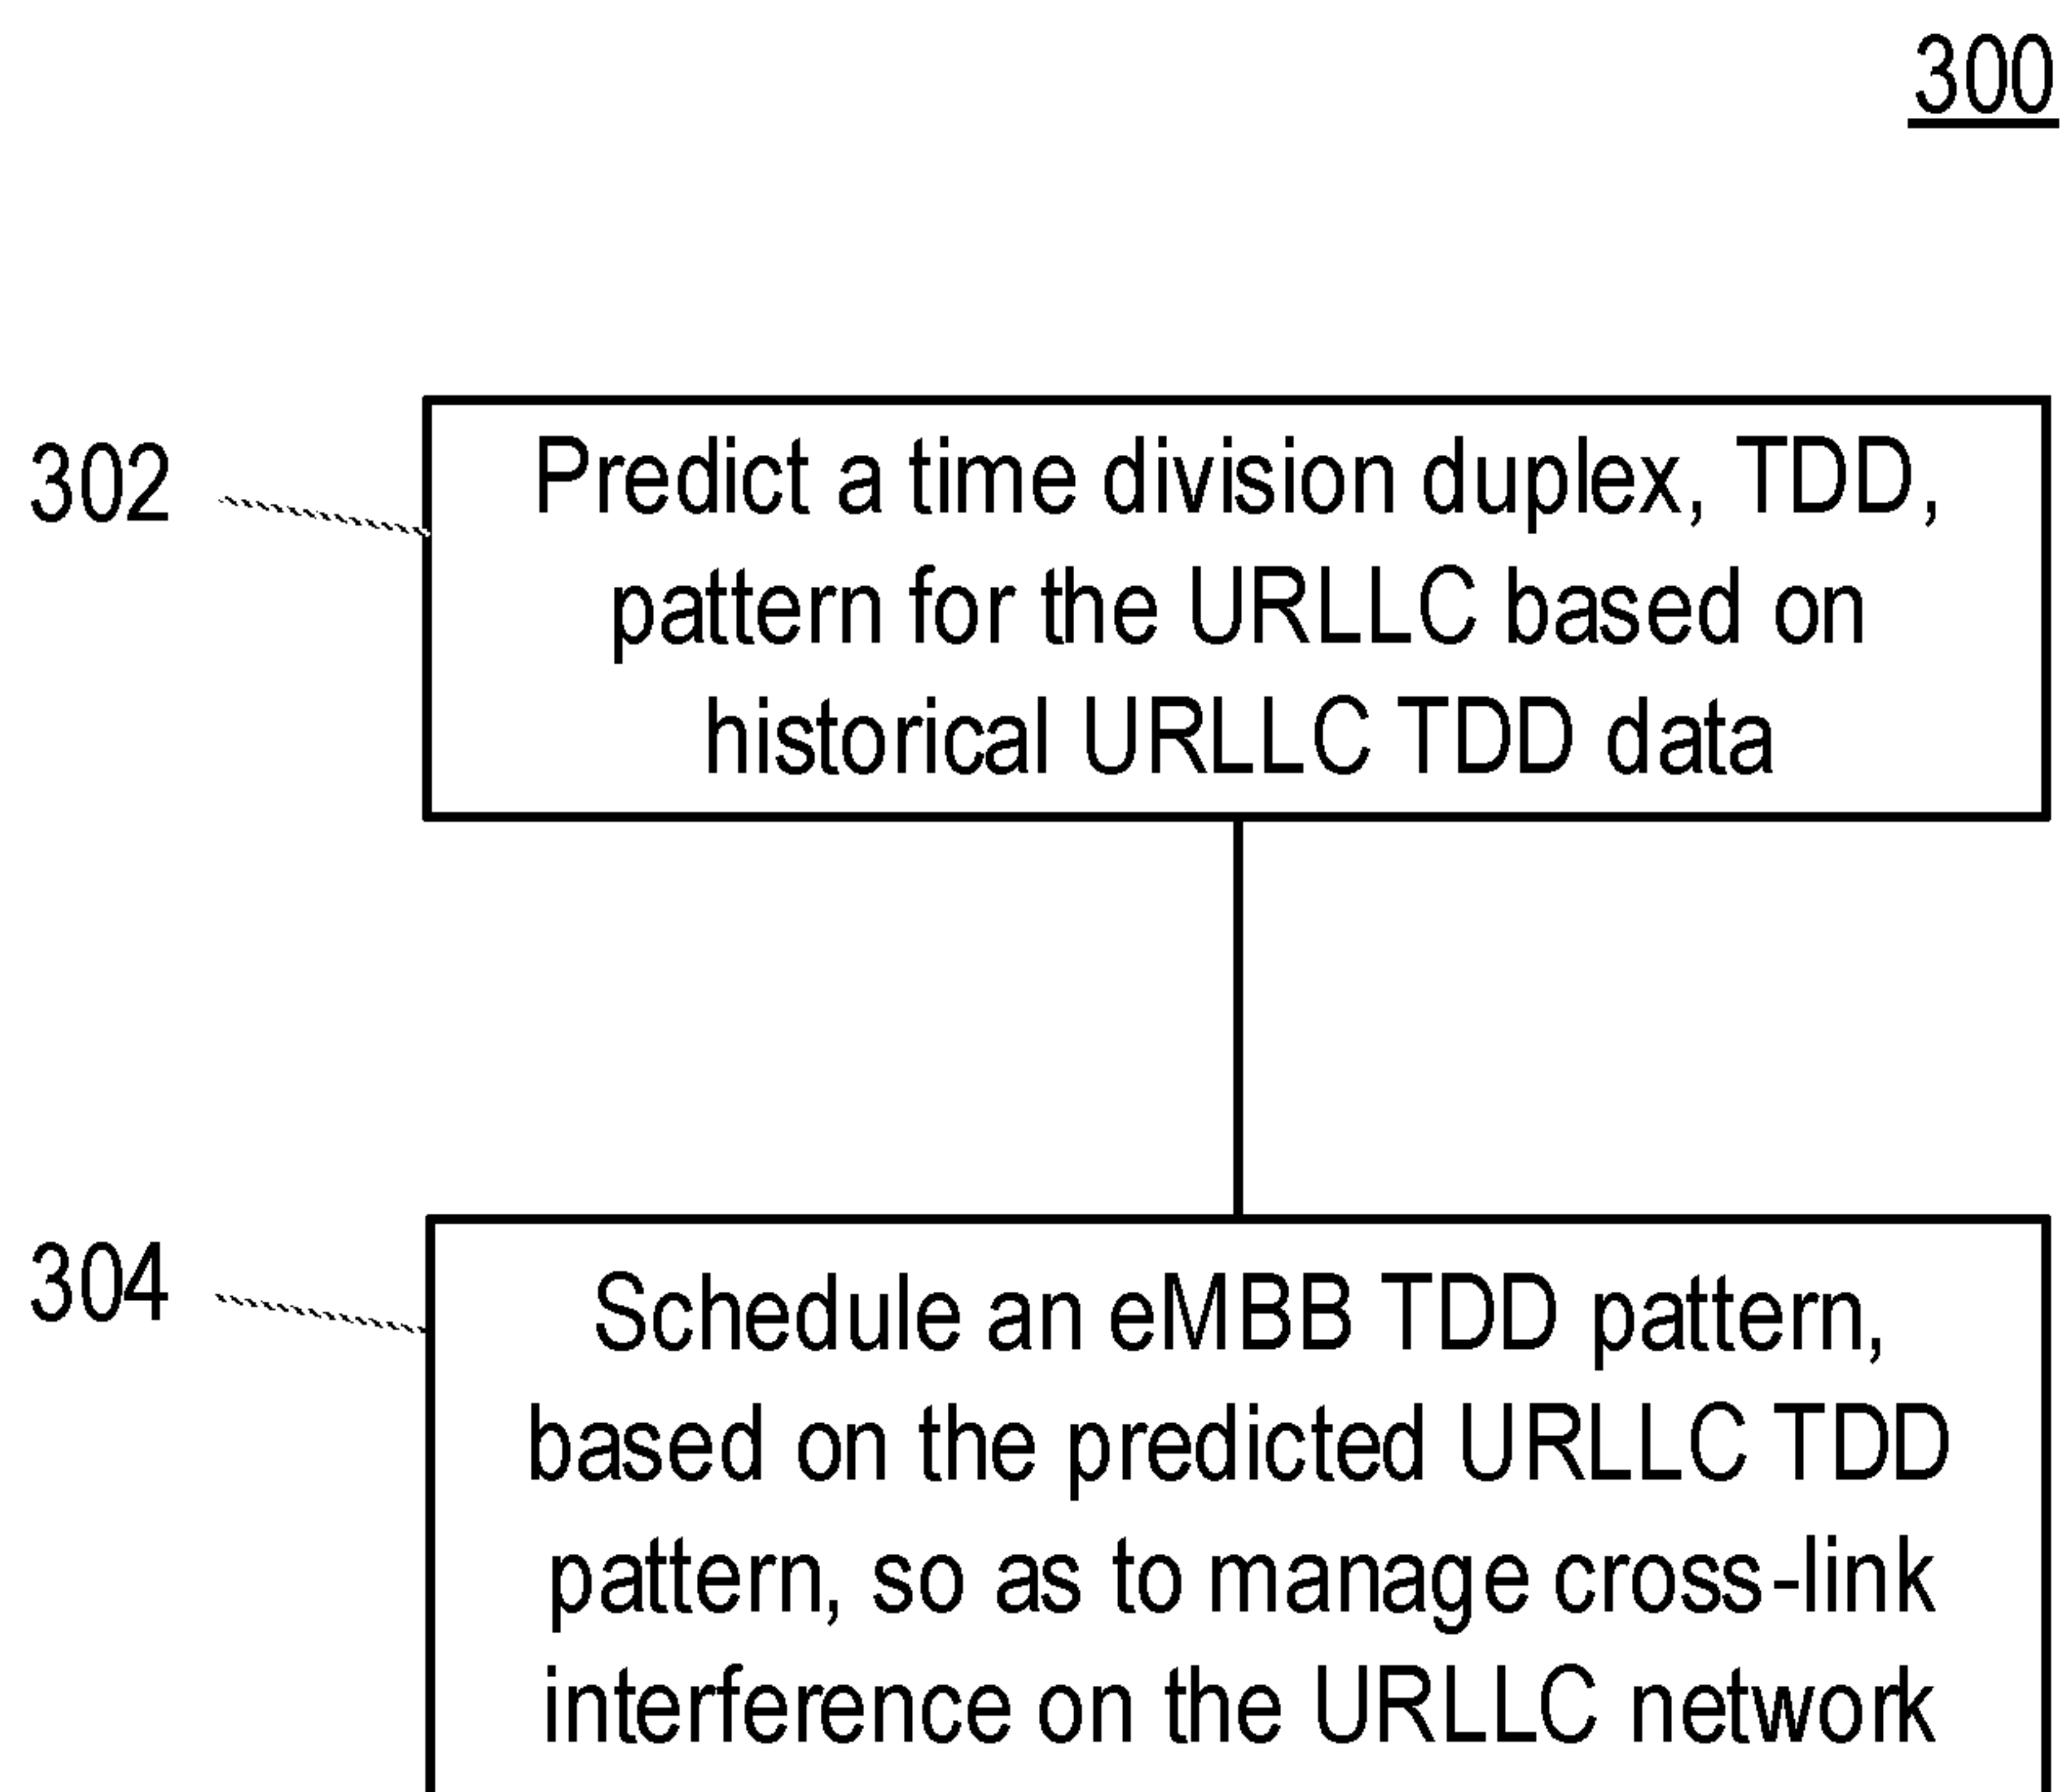 300
302
Predict a time division duplex, TDD,
pattern for the URLLC based on
historical URLLC TDD data
304
Schedule an eMBB TDD pattern,
based on the predicted URLLC TDD
pattern, so as to manage cross-link
interference on the URLLC network